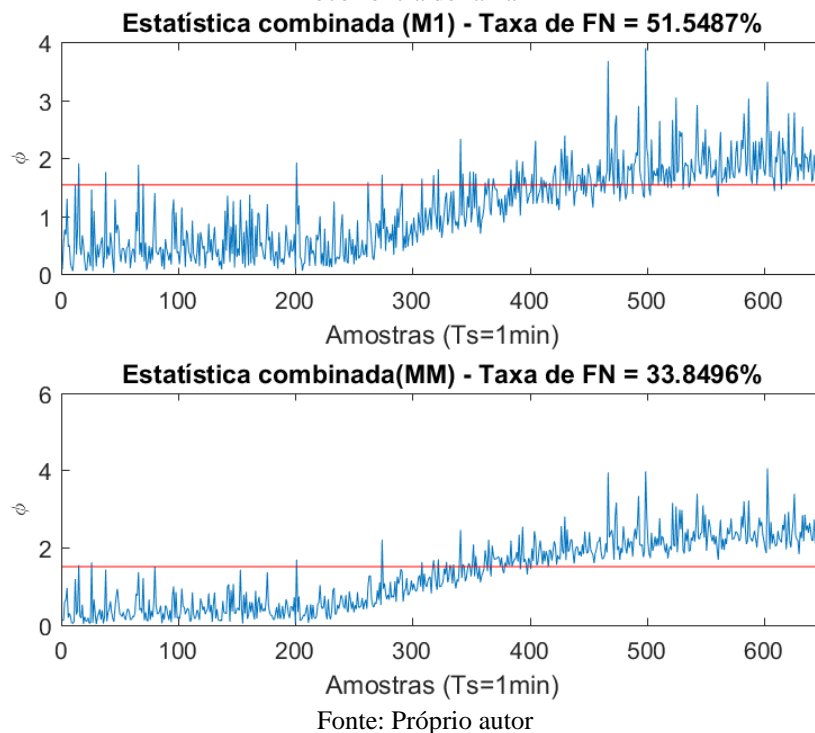 Estatística combinada (M1) - Taxa de FN = 51.5487%
4
3
2
1
0
ϕ
0 100 200 300 400 500 600
Amostras (Ts=1min)
Estatística combinada(MM) - Taxa de FN = 33.8496%
6
4
2
0
ϕ
0 100 200 300 400 500 600
Amostras (Ts=1min)
Fonte: Próprio autor